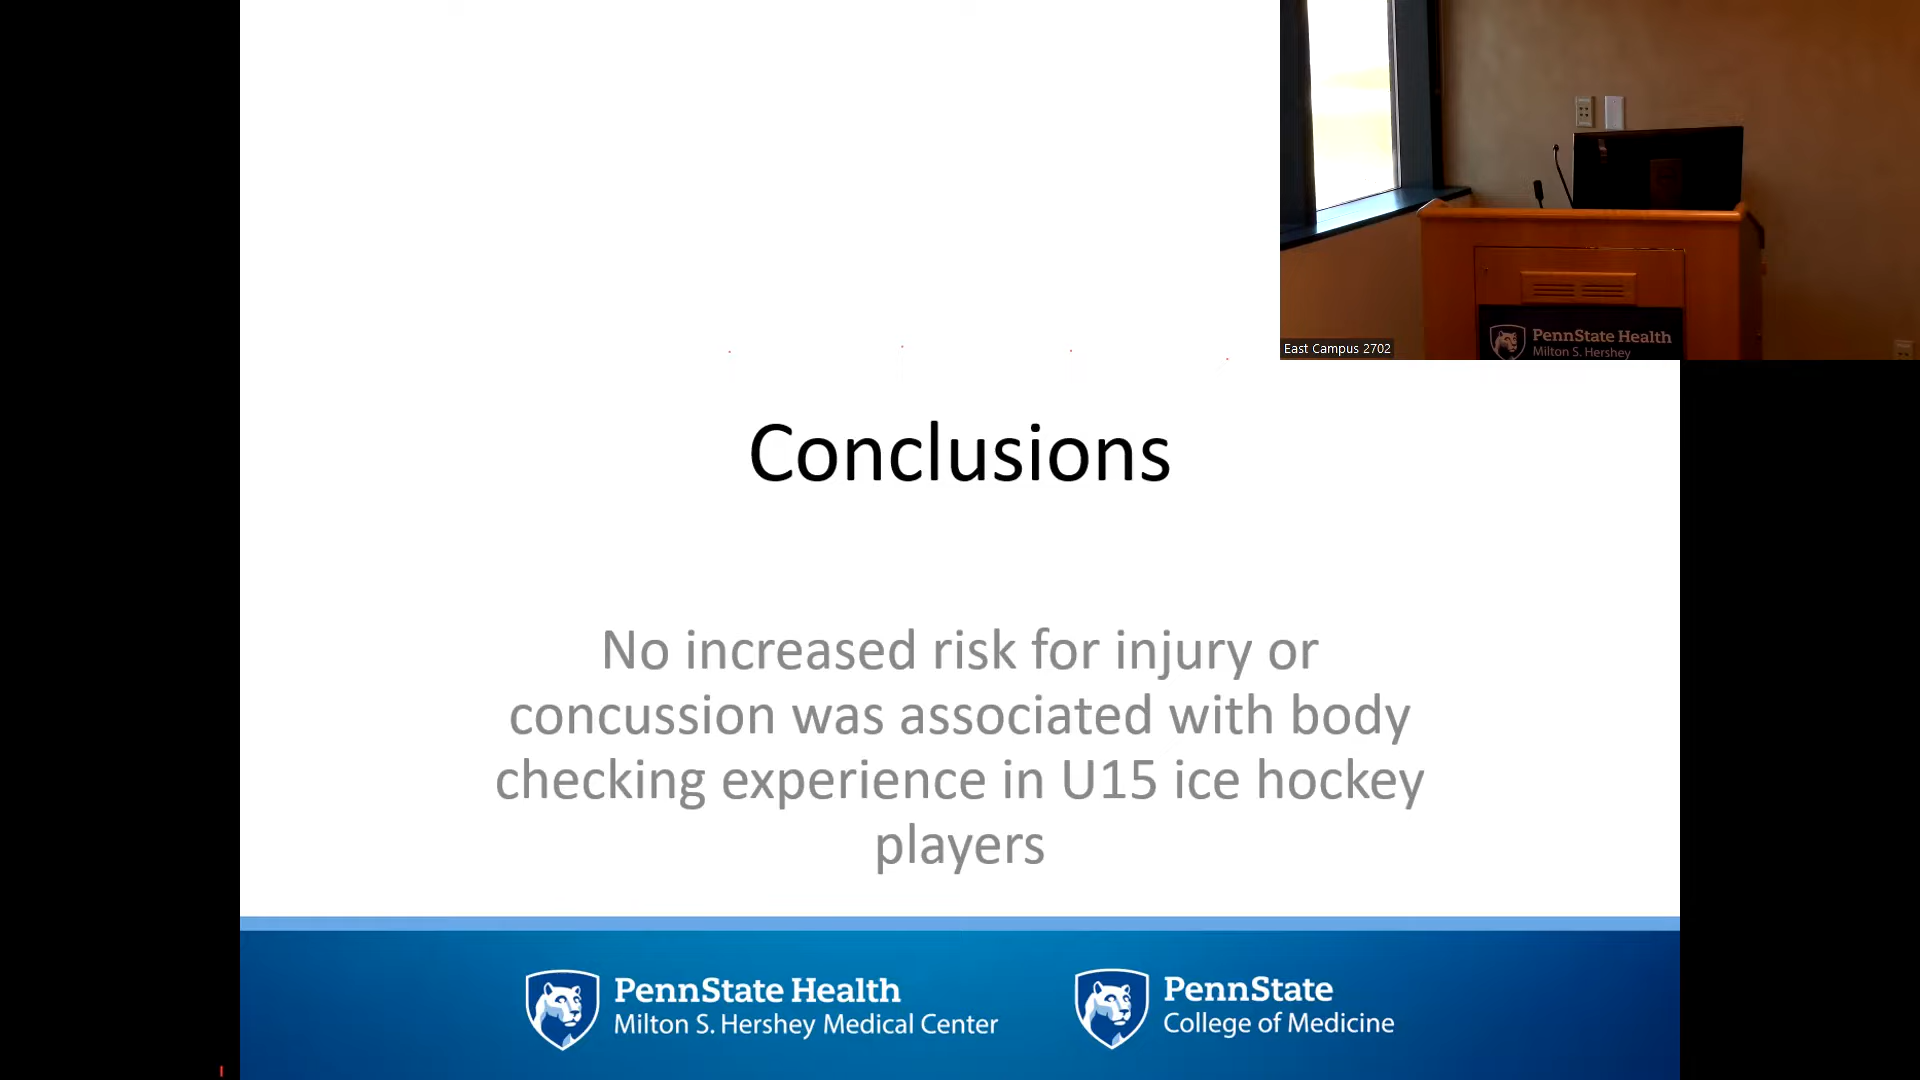 PennState Health
Milton S. Hershey
East Campus 2702
Conclusions
No increased risk for injury or
concussion was associated with body
checking experience in U15 ice hockey
players
PennState Health
Milton S. Hershey Medical Center
PennState
College of Medicine